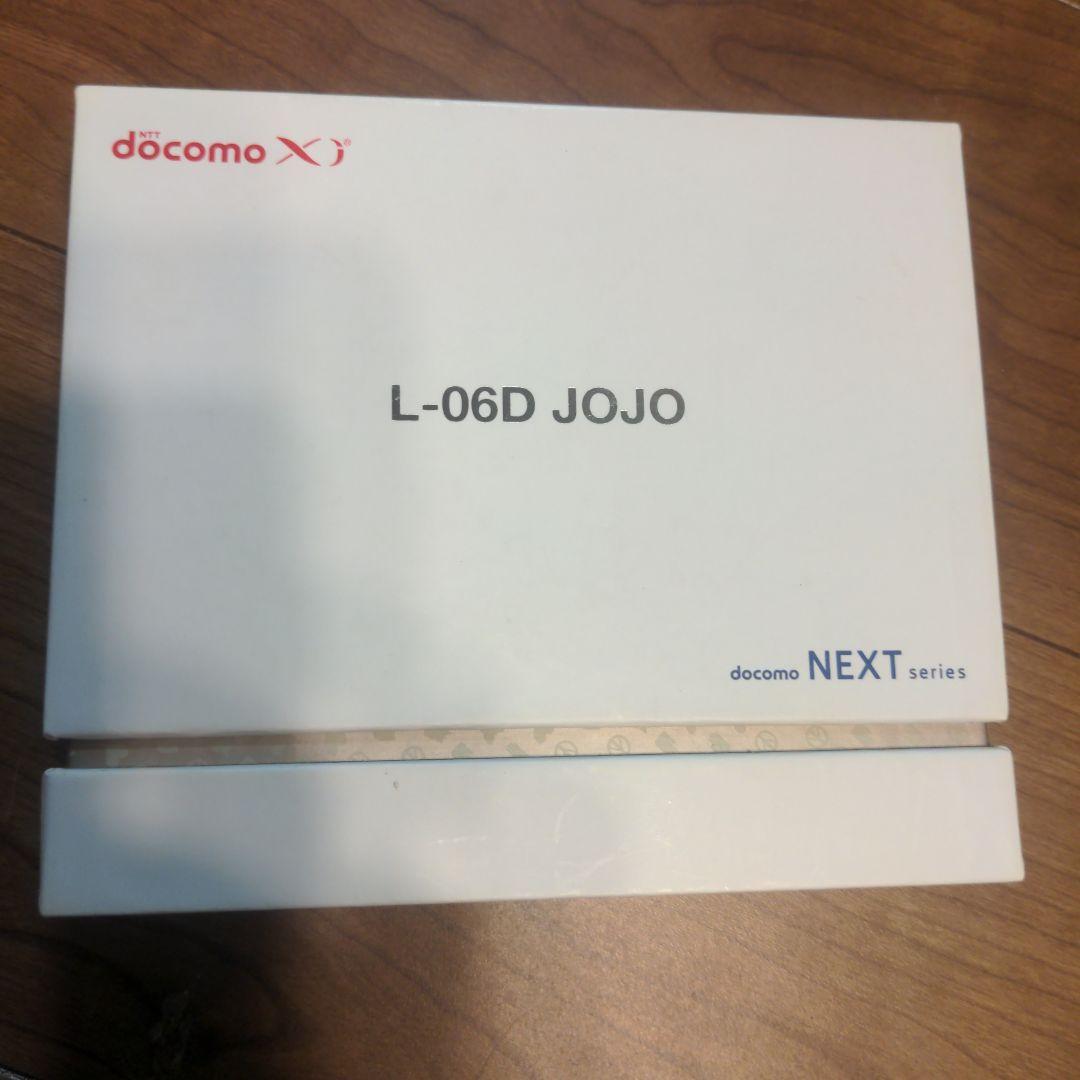 NTT
docomo Xi®
L-06D JOJO
docomo NEXT series